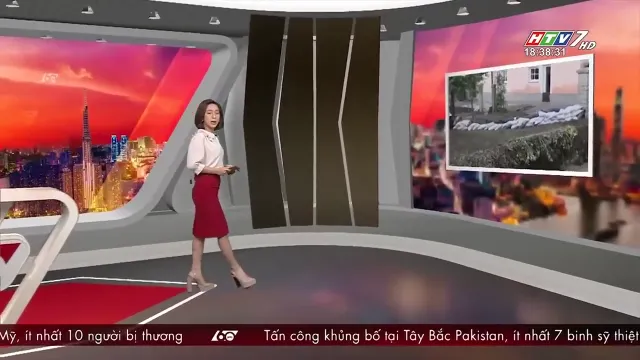 HTV7 HD
18:38:31
Mỹ, ít nhất 10 người bị thương 60 Tấn công khủng bố tại Tây Bắc Pakistan, ít nhất 7 binh sỹ thiệt